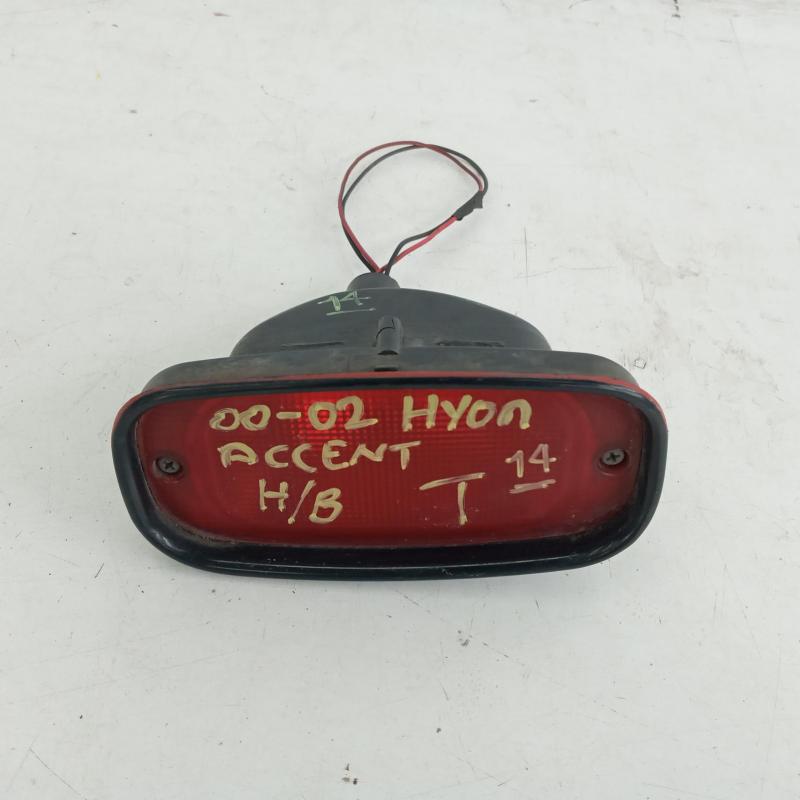 14
00-02 HYOn
ACCENT 14
H/B T